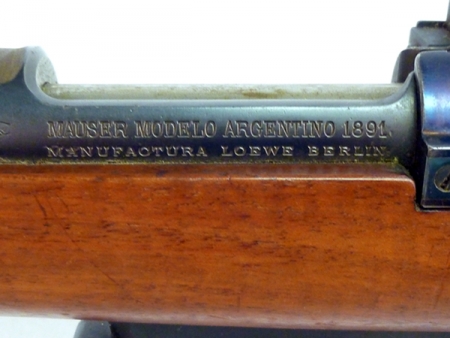 MAUSER MODELO ARGENTINO 1891.
MANUFACTURA LOEWE BERLIN